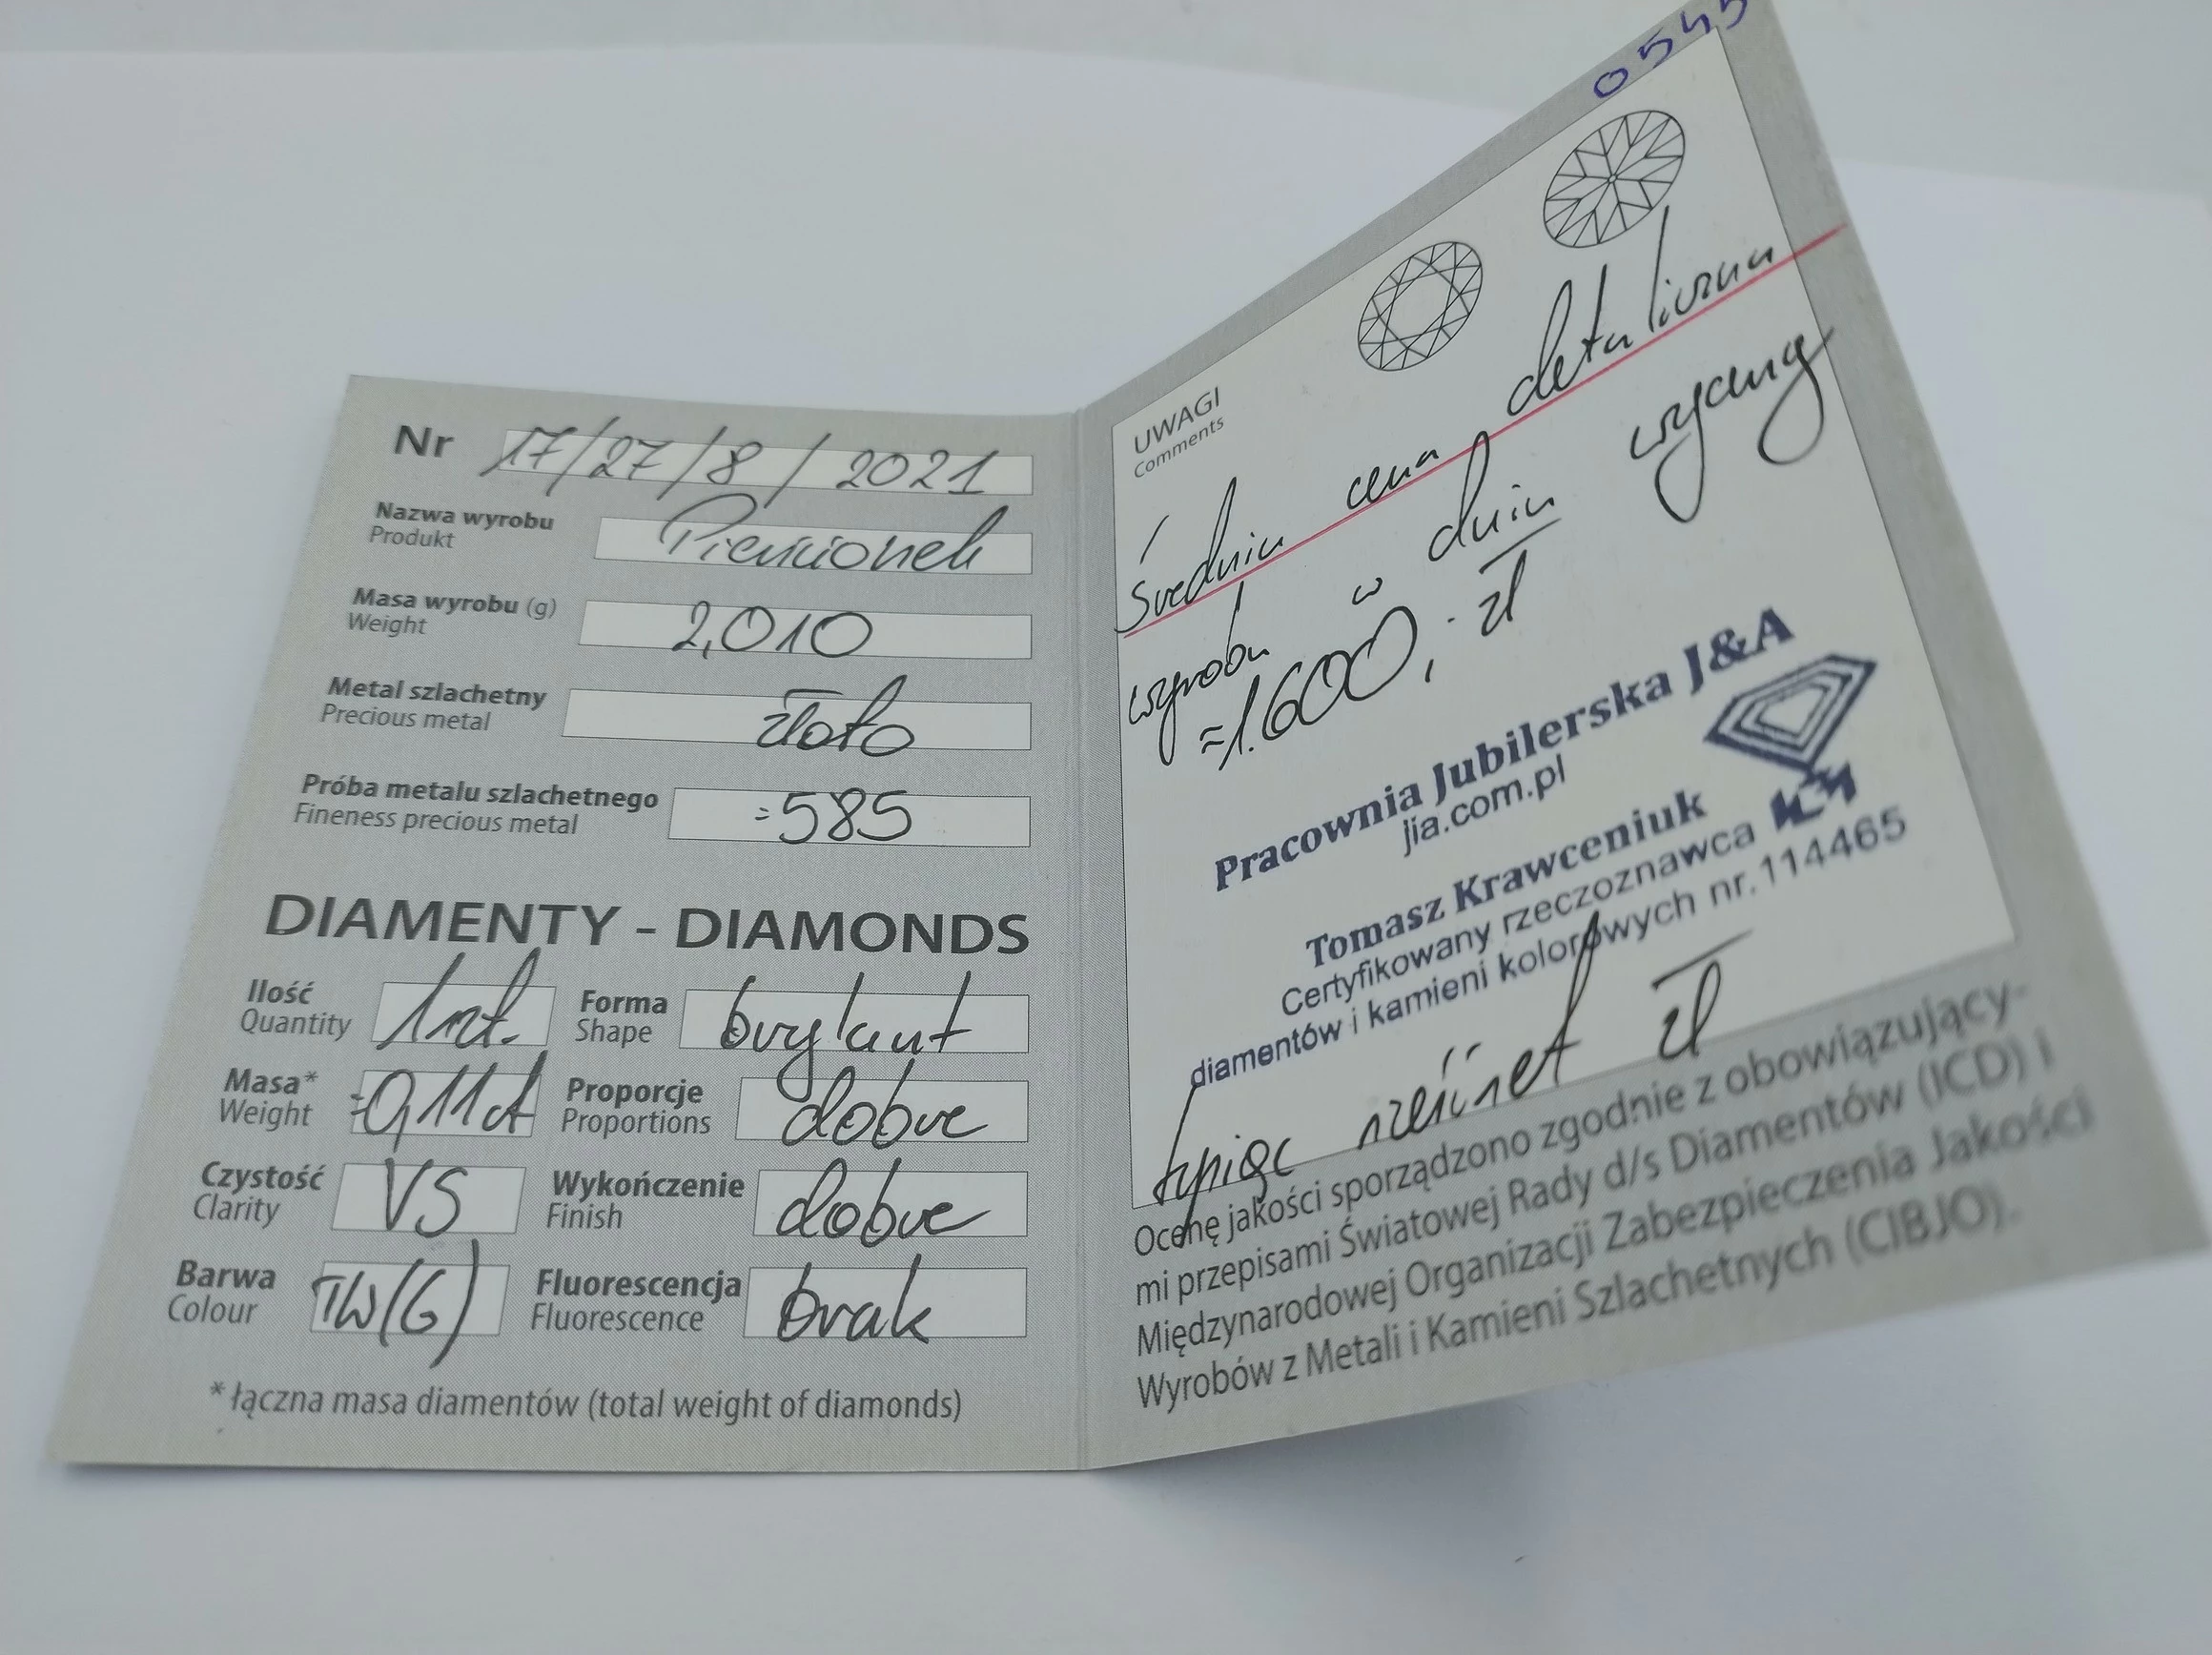 Nr 17/27/8/2021
Nazwa wyrobu Pierścionek
Produkt
Masa wyrobu (g) 2,010
Weight
Metal szlachetny złoto
Precious metal
Próba metalu szlachetnego =585
Fineness precious metal
DIAMENTY - DIAMONDS
Ilość 1szt. Forma brylant
Quantity Shape
Masa* =0,11ct Proporcje dobre
Weight Proportions
Czystość VS Wykończenie dobre
Clarity Finish
Barwa TW(G) Fluorescencja brak
Colour Fluorescence
* łączna masa diamentów (total weight of diamonds)
0545
UWAGI
Comments
Średnia cena detaliczna
wyrobu w dniu wyceny
≈1.600,- zł
Pracownia Jubilerska J&A
jia.com.pl
Tomasz Krawceniuk
Certyfikowany rzeczoznawca
diamentów i kamieni kolorowych nr.114465
tysiąc sześćset zł
Ocenę jakości sporządzono zgodnie z obowiązujący-
mi przepisami Światowej Rady d/s Diamentów (ICD) i
Międzynarodowej Organizacji Zabezpieczenia Jakości
Wyrobów z Metali i Kamieni Szlachetnych (CIBJO).